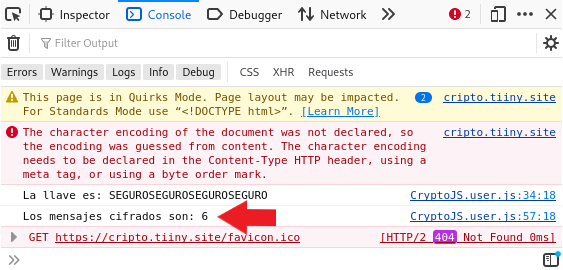 Inspector Console Debugger Network 2
Filter Output
Errors Warnings Logs Info Debug CSS XHR Requests
This page is in Quirks Mode. Page layout may be impacted. 2 cripto.tiiny.site
For Standards Mode use “<!DOCTYPE html>”. [Learn More]
The character encoding of the document was not declared, so cripto.tiiny.site
the encoding was guessed from content. The character encoding
needs to be declared in the Content-Type HTTP header, using a
meta tag, or using a byte order mark.
La llave es: SEGUROSEGUROSEGUROSEGURO CryptoJS.user.js:34:18
Los mensajes cifrados son: 6 CryptoJS.user.js:57:18
GET https://cripto.tiiny.site/favicon.ico [HTTP/2 404 Not Found 0ms]